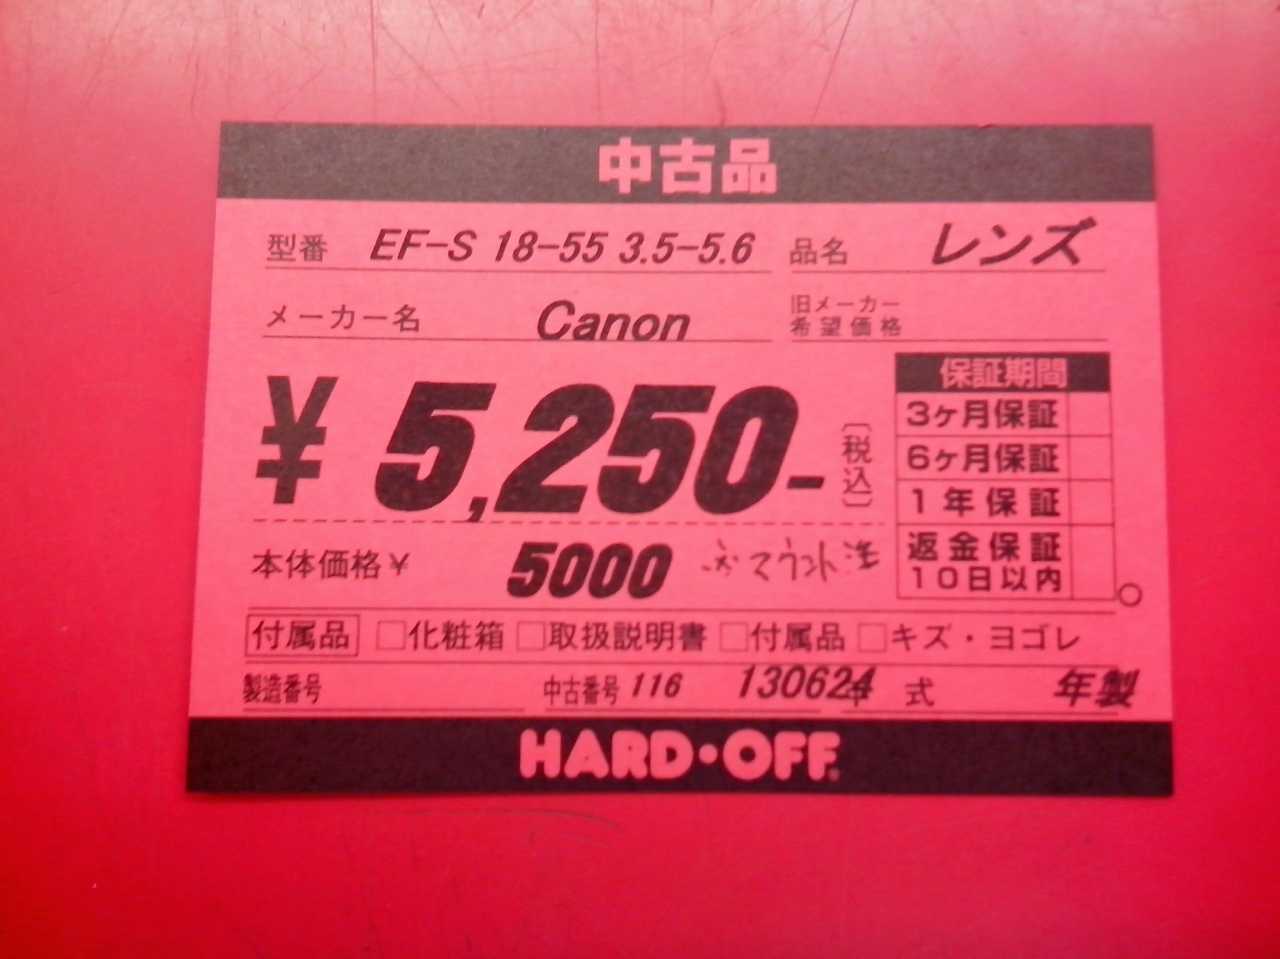 中古品
型番 EF-S 18-55 3.5-5.6 品名 レンズ
メーカー名 Canon 旧メーカー希望価格
¥5,250- (税込)
本体価格¥ 5000 マウント
保証期間
3ヶ月保証
6ヶ月保証
1年保証
返金保証
10日以内
付属品 □化粧箱 □取扱説明書 □付属品 □キズ・ヨゴレ
製造番号 中古番号 116 130624 年式 年製
HARD・OFF